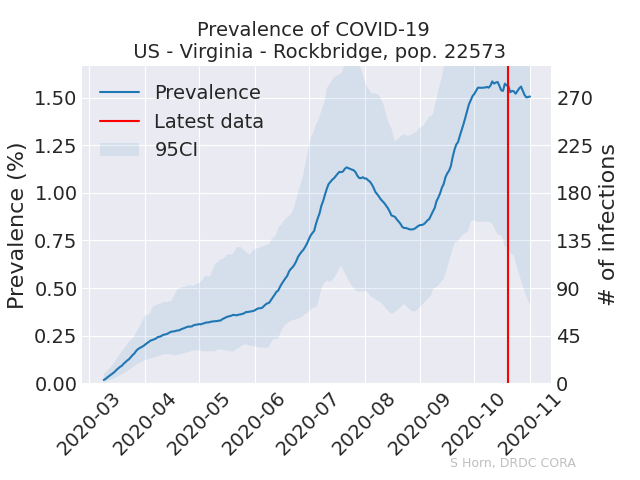 Prevalence of COVID-19
US - Virginia - Rockbridge, pop. 22573
Prevalence
Latest data
95CI
Prevalence (%)
1.50
1.25
1.00
0.75
0.50
0.25
0.00
270
225
180
135
90
45
0
# of infections
2020-03
2020-04
2020-05
2020-06
2020-07
2020-08
2020-09
2020-10
2020-11
S Horn, DRDC CORA